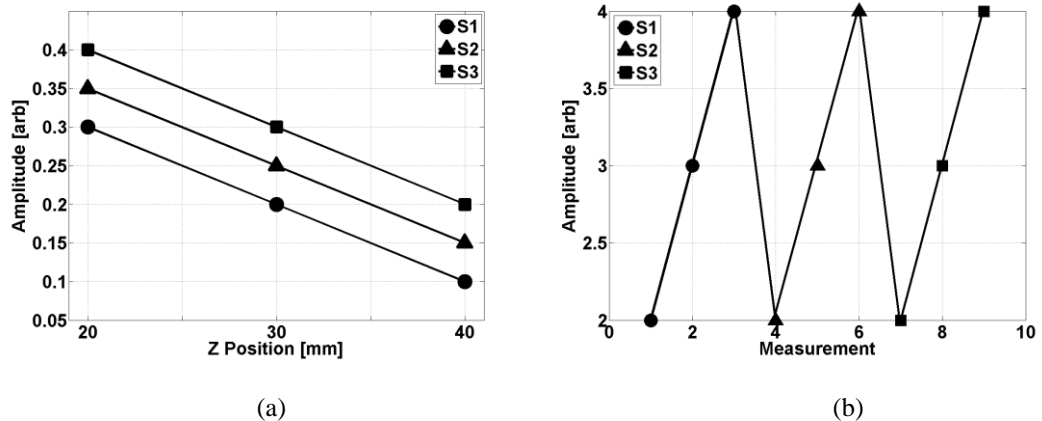 S1
S2
S3
0.4
0.35
0.3
0.25
0.2
0.15
0.1
0.05
Amplitude [arb]
20
30
40
Z Position [mm]
(a)
S1
S2
S3
4
3.5
3
2.5
2
Amplitude [arb]
0
2
4
6
8
10
Measurement
(b)